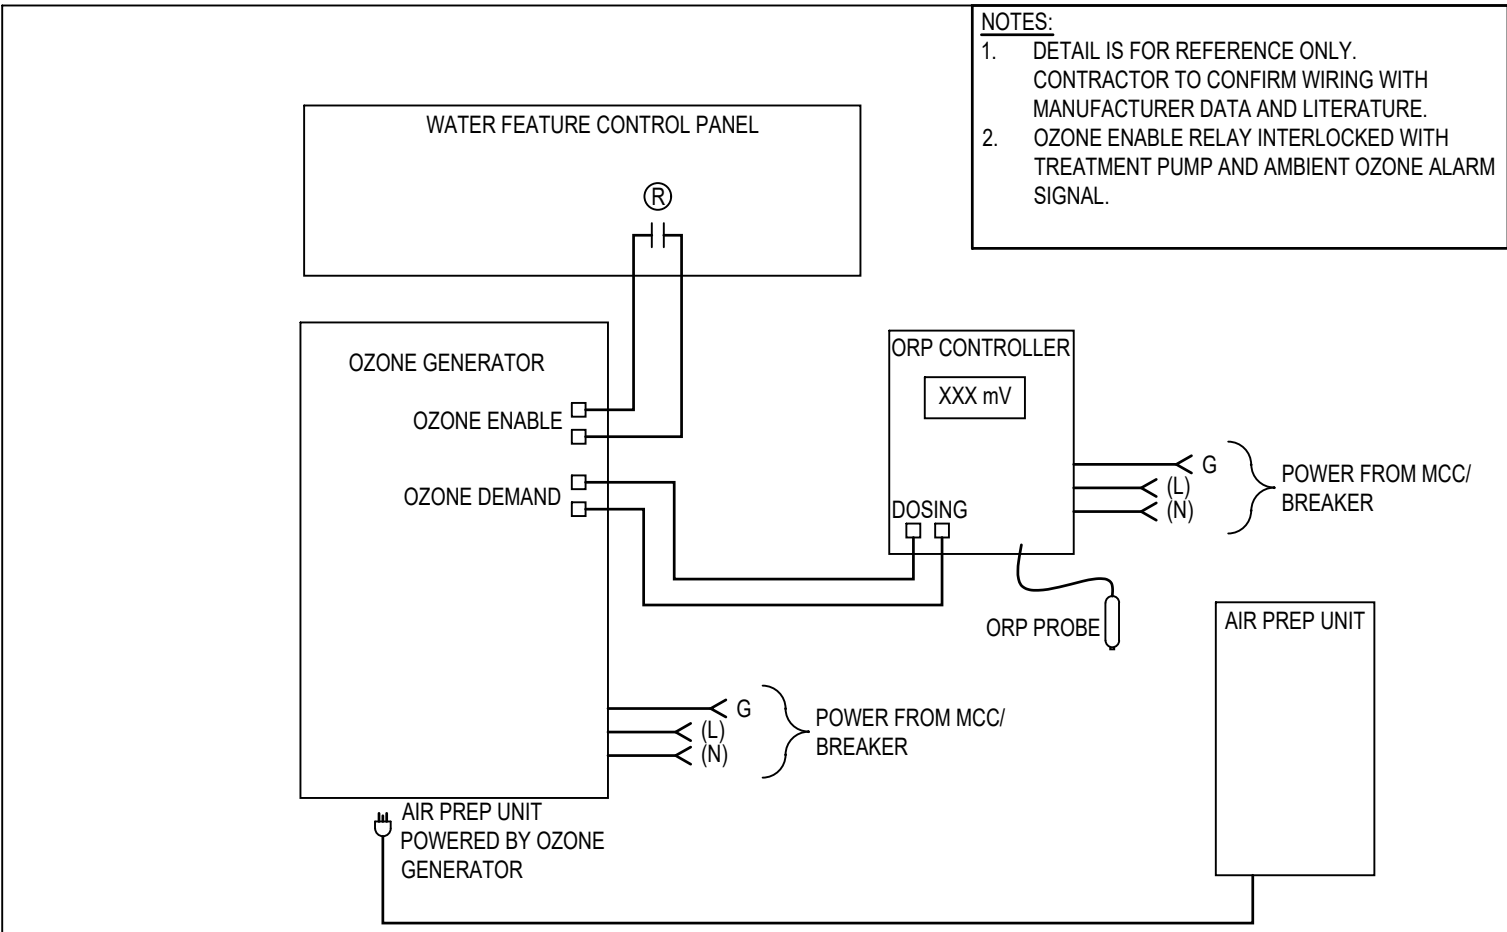 NOTES:
1. DETAIL IS FOR REFERENCE ONLY.
CONTRACTOR TO CONFIRM WIRING WITH
MANUFACTURER DATA AND LITERATURE.
2. OZONE ENABLE RELAY INTERLOCKED WITH
TREATMENT PUMP AND AMBIENT OZONE ALARM
SIGNAL.
WATER FEATURE CONTROL PANEL
R
OZONE GENERATOR
OZONE ENABLE
OZONE DEMAND
ORP CONTROLLER
XXX mV
DOSING
G
(L)
(N)
POWER FROM MCC/
BREAKER
ORP PROBE
AIR PREP UNIT
G
(L)
(N)
POWER FROM MCC/
BREAKER
AIR PREP UNIT
POWERED BY OZONE
GENERATOR